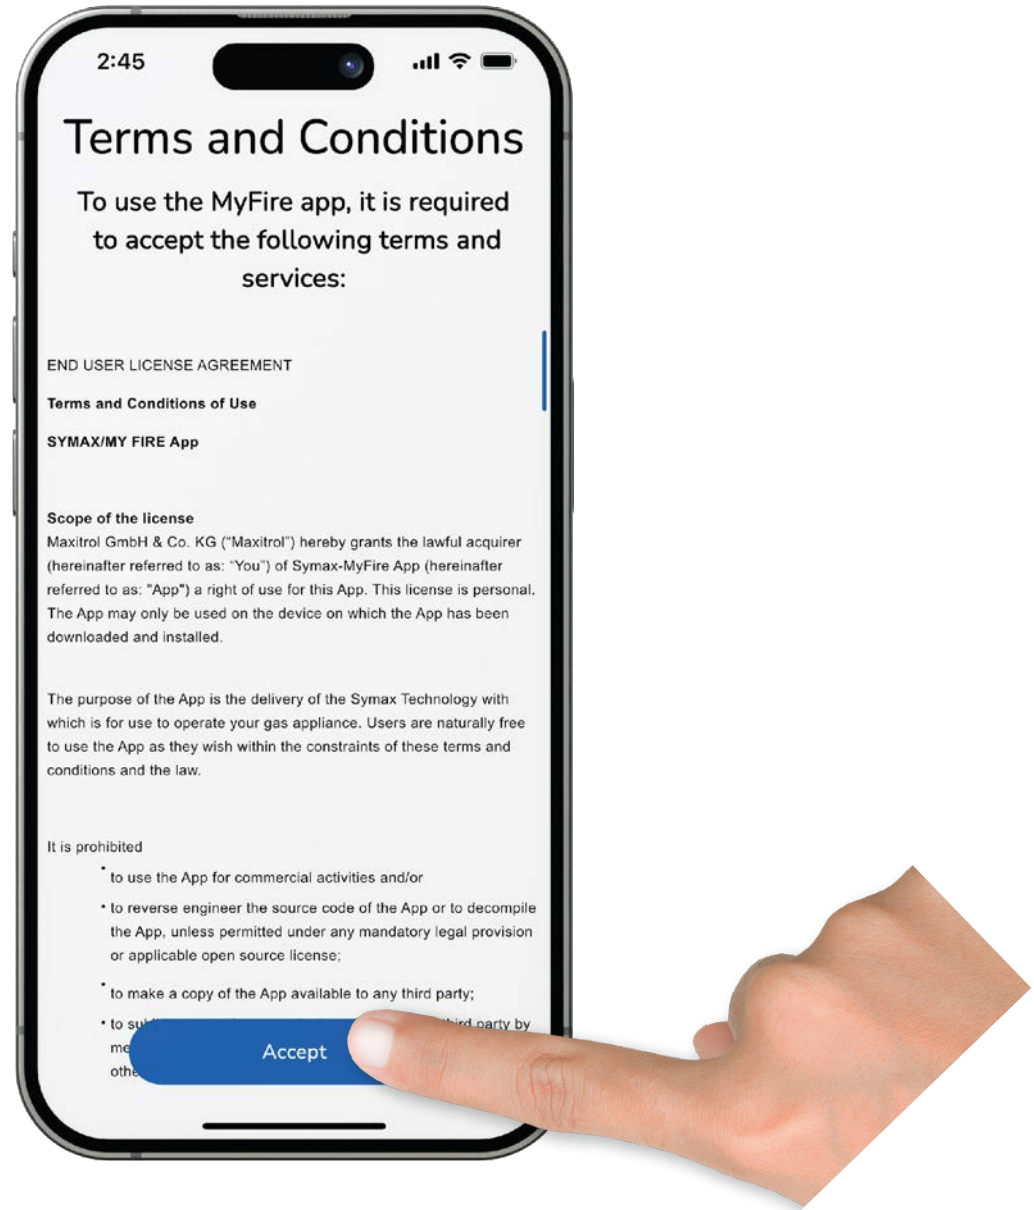 2:45
Terms and Conditions
To use the MyFire app, it is required
to accept the following terms and
services:
END USER LICENSE AGREEMENT
Terms and Conditions of Use
SYMAX/MY FIRE App
Scope of the license
Maxitrol GmbH & Co. KG (“Maxitrol”) hereby grants the lawful acquirer
(hereinafter referred to as: “You”) of Symax-MyFire App (hereinafter
referred to as: "App") a right of use for this App. This license is personal.
The App may only be used on the device on which the App has been
downloaded and installed.
The purpose of the App is the delivery of the Symax Technology with
which is for use to operate your gas appliance. Users are naturally free
to use the App as they wish within the constraints of these terms and
conditions and the law.
It is prohibited
• to use the App for commercial activities and/or
• to reverse engineer the source code of the App or to decompile
the App, unless permitted under any mandatory legal provision
or applicable open source license;
• to make a copy of the App available to any third party;
• to party by
Accept